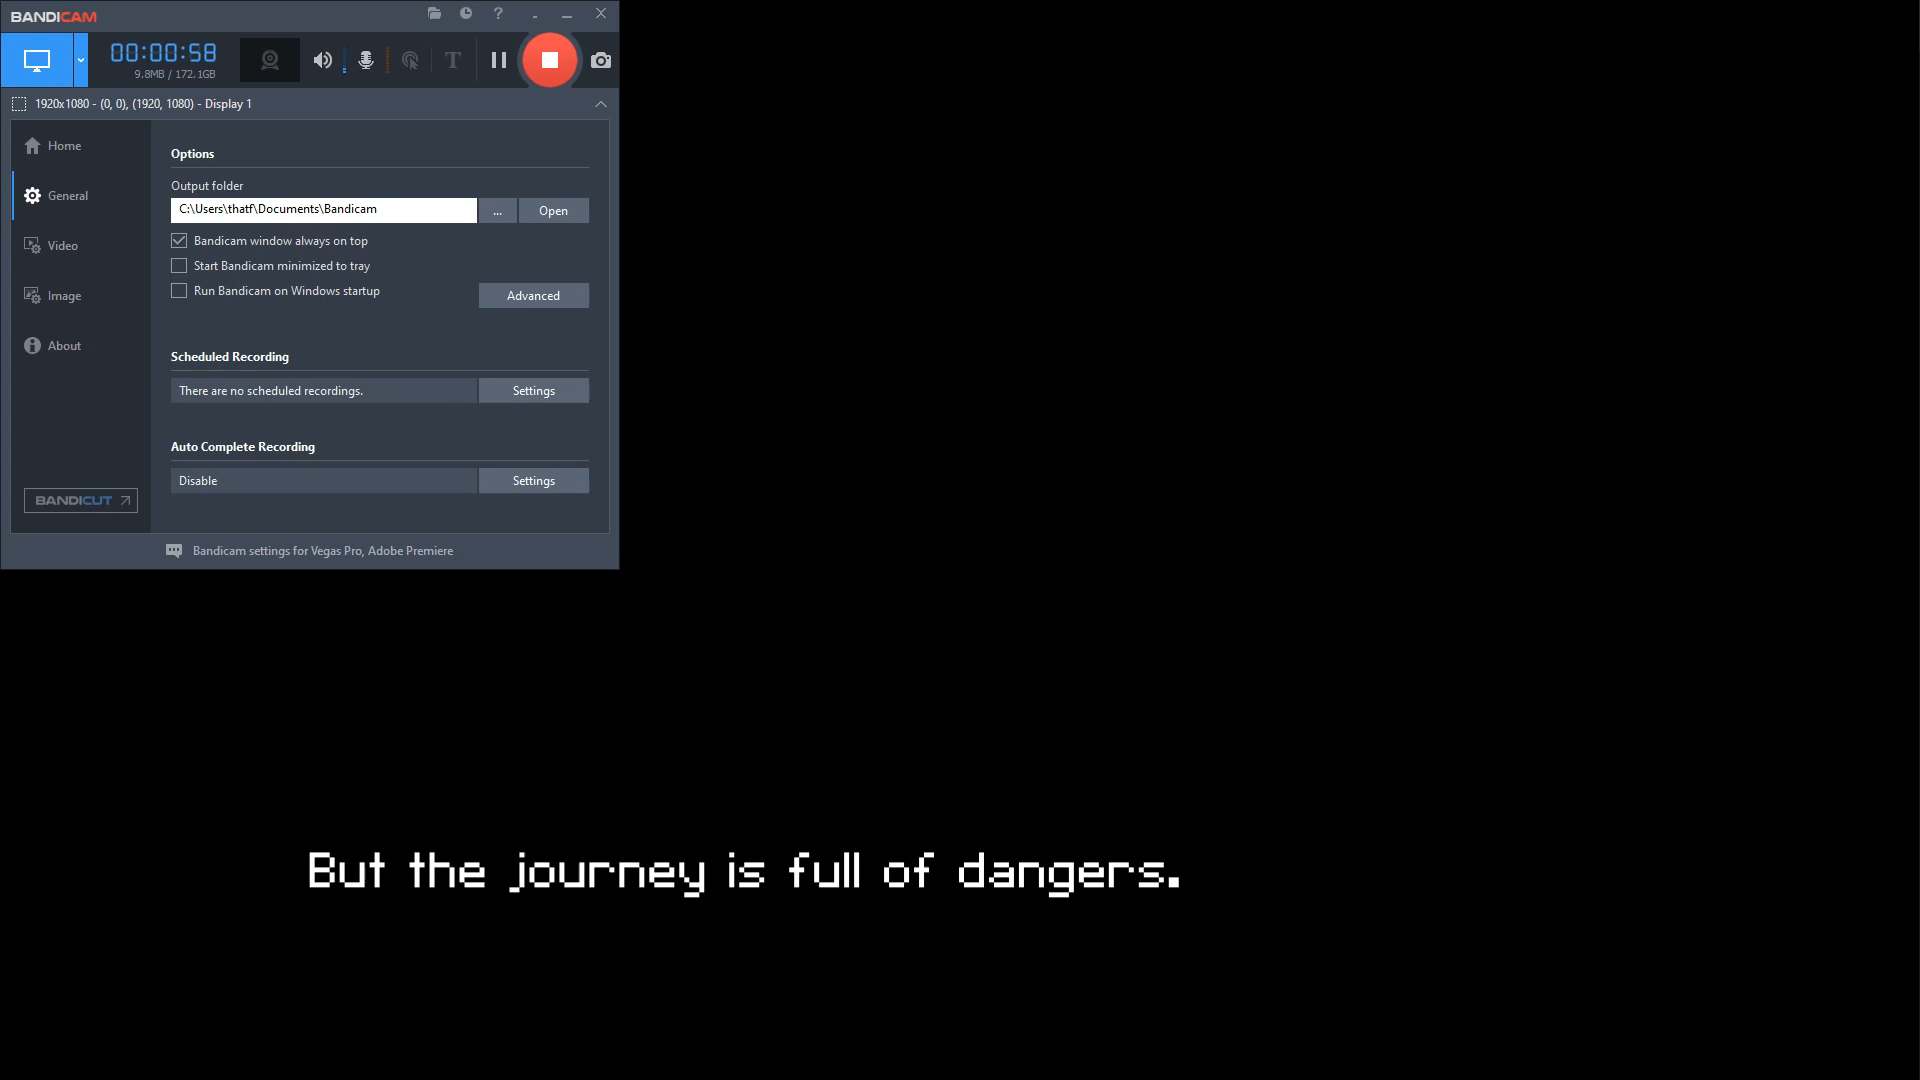 BANDICAM
00:00:58
9.8MB / 172.1GB
T
1920x1080 - (0, 0), (1920, 1080) - Display 1
Home
General
Video
Image
About
BANDICUT
Options
Output folder
C:\Users\thatf\Documents\Bandicam
...
Open
Bandicam window always on top
Start Bandicam minimized to tray
Run Bandicam on Windows startup
Advanced
Scheduled Recording
There are no scheduled recordings.
Settings
Auto Complete Recording
Disable
Settings
Bandicam settings for Vegas Pro, Adobe Premiere
But the journey is full of dangers.